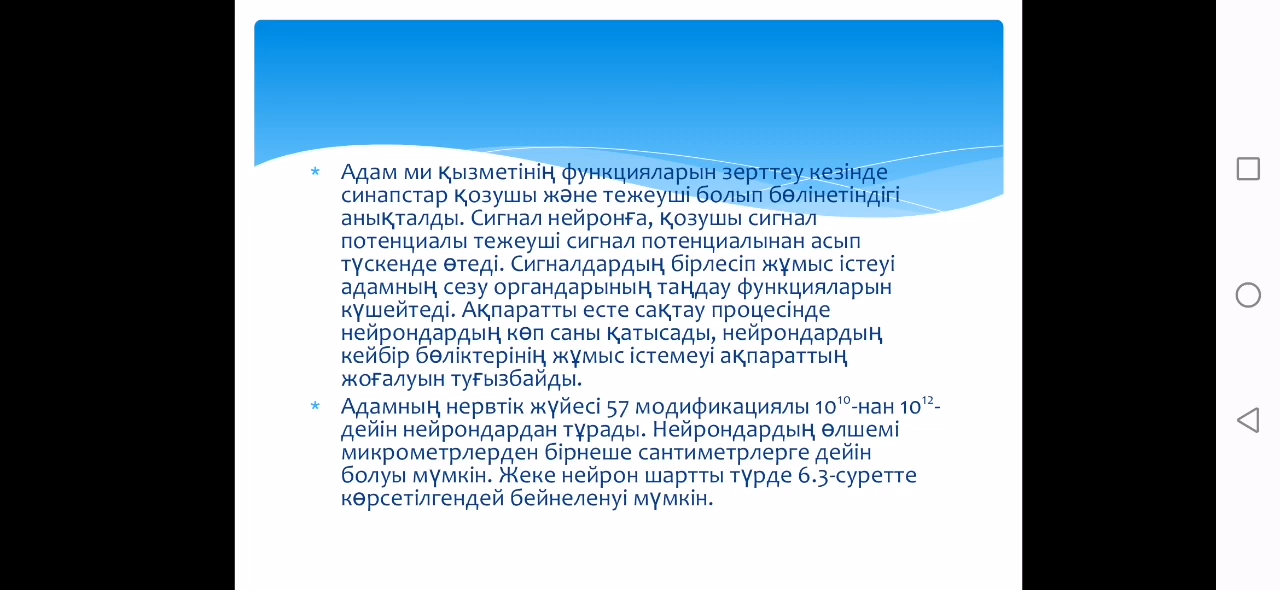 * Адам ми қызметінің функцияларын зерттеу кезінде
синапстар қозушы және тежеуші болып бөлінетіндігі
анықталды. Сигнал нейронға, қозушы сигнал
потенциалы тежеуші сигнал потенциалынан асып
түскенде өтеді. Сигналдардың бірлесіп жұмыс істеуі
адамның сезу органдарының таңдау функцияларын
күшейтеді. Ақпаратты есте сақтау процесінде
нейрондардың көп саны қатысады, нейрондардың
кейбір бөліктерінің жұмыс істемеуі ақпараттың
жоғалуын туғызбайды.
* Адамның нервтік жүйесі 57 модификациялы 10¹⁰-нан 10¹²-
дейін нейрондардан тұрады. Нейрондардың өлшемі
микрометрлерден бірнеше сантиметрлерге дейін
болуы мүмкін. Жеке нейрон шартты түрде 6.3-суретте
көрсетілгендей бейнеленуі мүмкін.